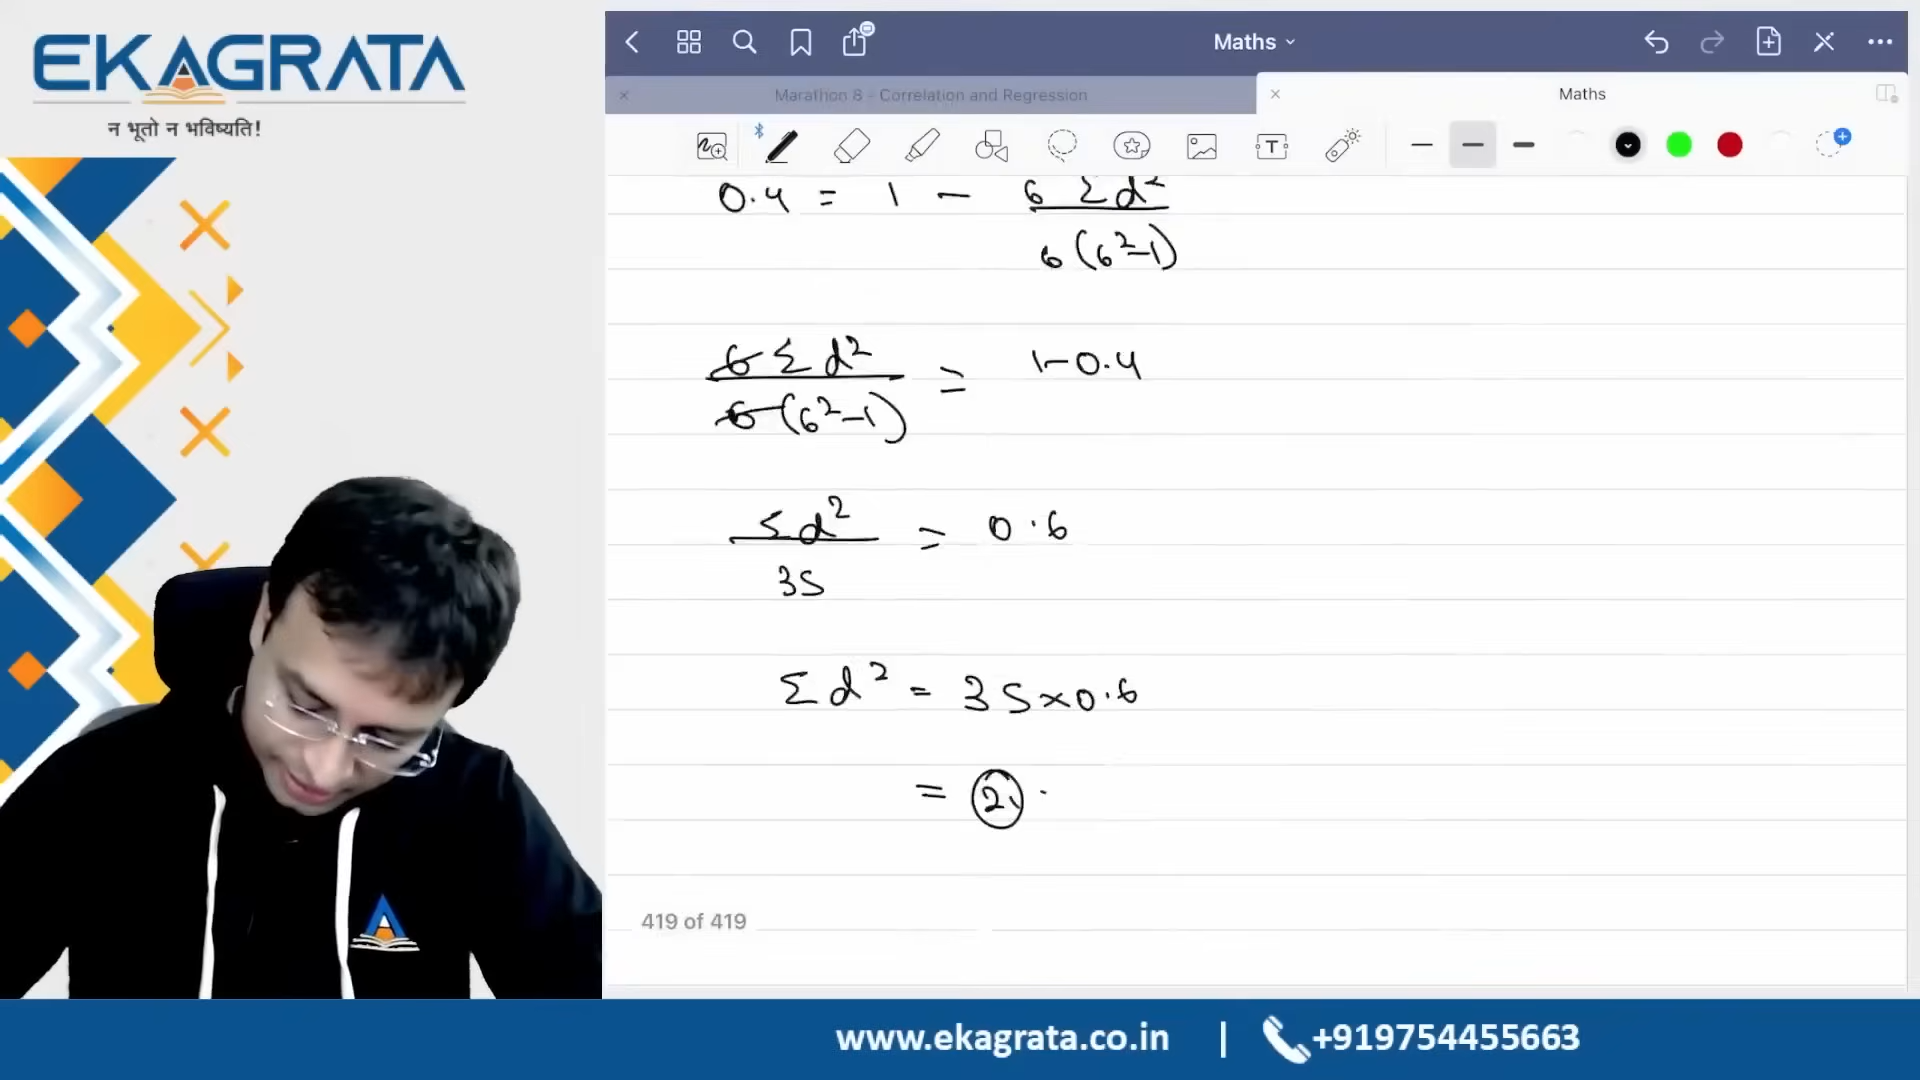 EKAGRATA
न भूतो न भविष्यति!
Maths
Marathon 8 - Correlation and Regression
Maths
T
0.4 = 1 - 6 Σd² / 6(6²-1)
6 Σ d² / 6(6²-1) = 1-0.4
Σd² / 35 = 0.6
Σd² = 35×0.6
= 21.
419 of 419
www.ekagrata.co.in | +919754455663